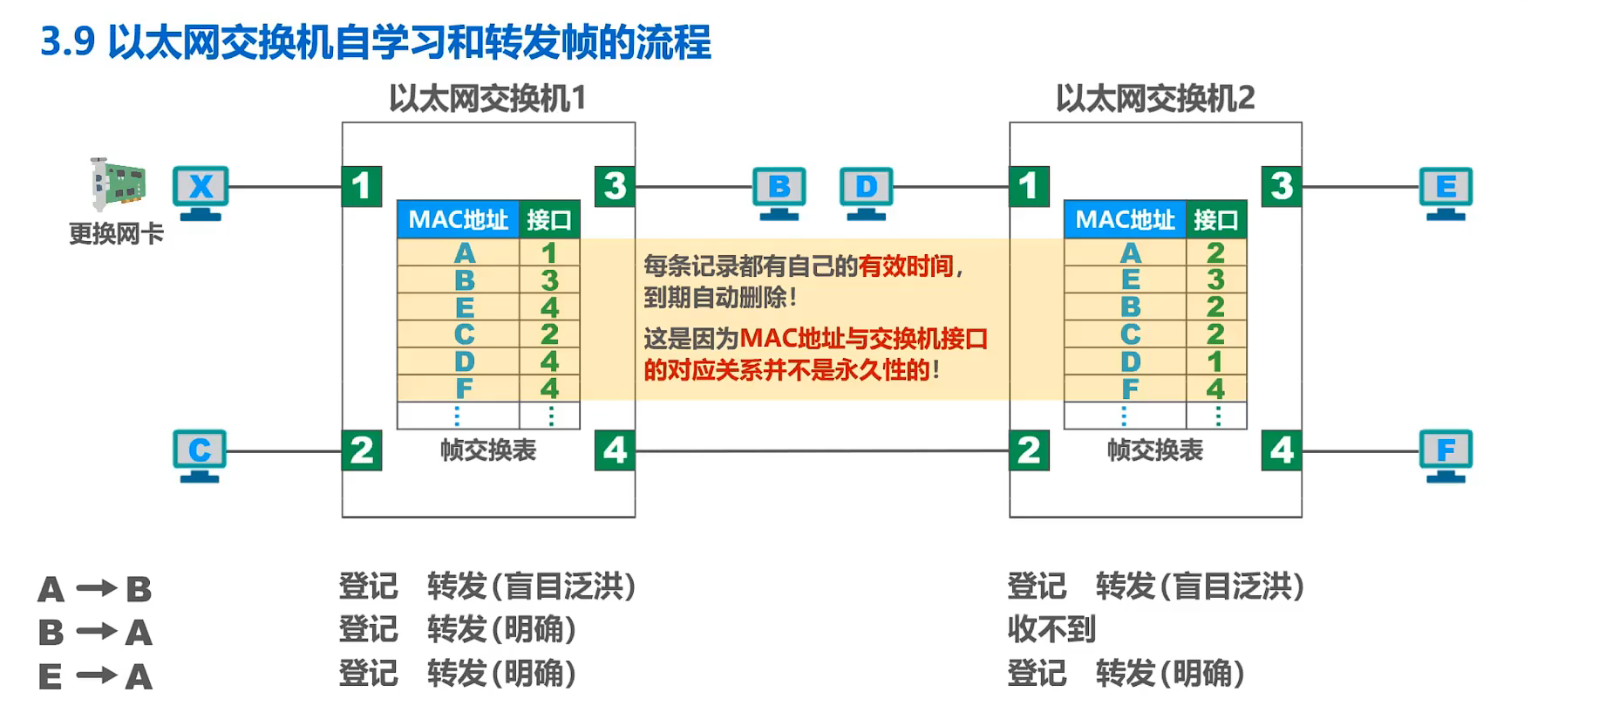 3.9 以太网交换机自学习和转发帧的流程
以太网交换机1
以太网交换机2
X
1
3
B
D
1
3
E
更换网卡
MAC地址 接口
A 1
B 3
E 4
C 2
D 4
F 4
⋮ ⋮
帧交换表
每条记录都有自己的有效时间，
到期自动删除！
这是因为MAC地址与交换机接口
的对应关系并不是永久性的！
MAC地址 接口
A 2
E 3
B 2
C 2
D 1
F 4
⋮ ⋮
帧交换表
C
2
4
2
4
F
A → B 登记 转发(盲目泛洪) 登记 转发(盲目泛洪)
B → A 登记 转发(明确) 收不到
E → A 登记 转发(明确) 登记 转发(明确)